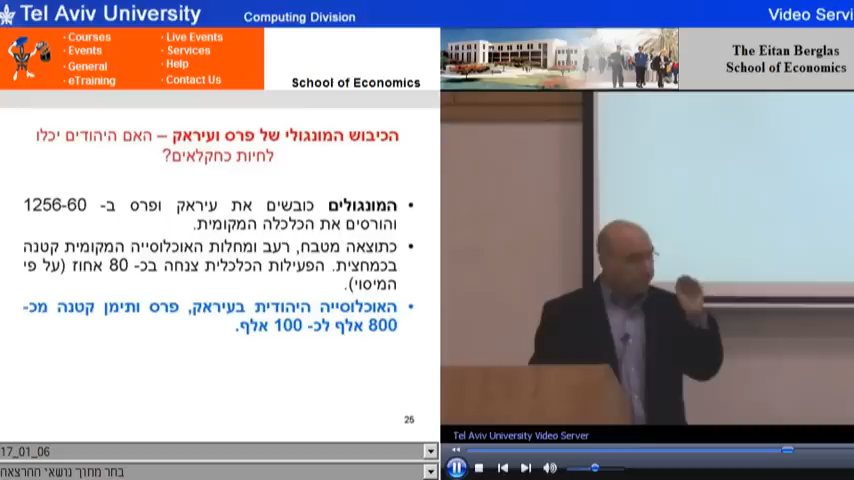 Tel Aviv University
Computing Division
Video Servi
· Courses
· Events
· General
· eTraining
· Live Events
· Services
· Help
· Contact Us
School of Economics
The Eitan Berglas
School of Economics
הכיבוש המונגולי של פרס ועיראק – האם היהודים יכלו
לחיות כחקלאים?
• המונגולים כובשים את עיראק ופרס ב- 1256-60
והורסים את הכלכלה המקומית.
• כתוצאה מטבח, רעב ומחלות האוכלוסייה המקומית קטנה
בכמחצית. הפעילות הכלכלית צנחה בכ- 80 אחוז (על פי
המיסוי).
• האוכלוסייה היהודית בעיראק, פרס ותימן קטנה מכ-
800 אלף לכ- 100 אלף.
25
17_01_06
בחר מתוך נושאי ההרצאה
Tel Aviv University Video Server